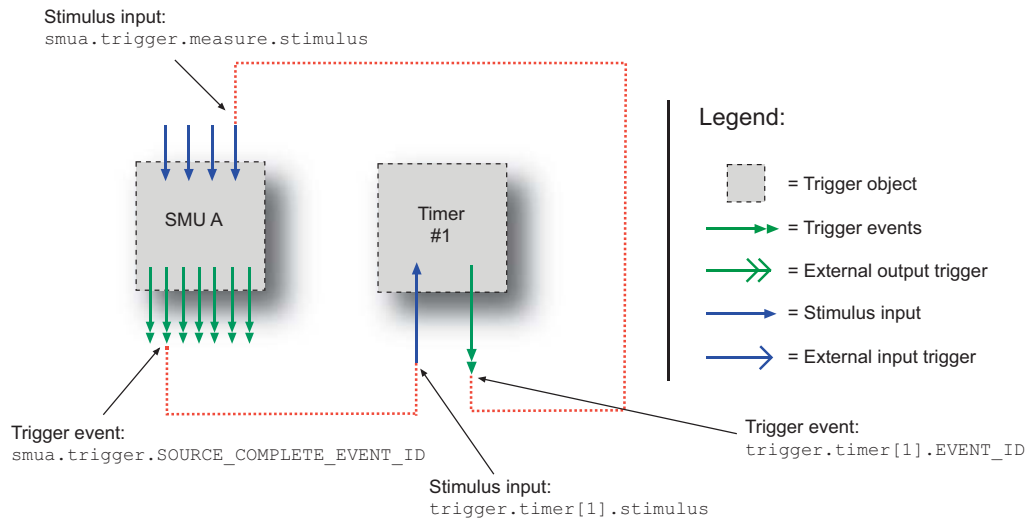 Stimulus input:
smua.trigger.measure.stimulus
Legend:
SMU A
Timer
#1
= Trigger object
= Trigger events
= External output trigger
= Stimulus input
= External input trigger
Trigger event:
smua.trigger.SOURCE_COMPLETE_EVENT_ID
Trigger event:
trigger.timer[1].EVENT_ID
Stimulus input:
trigger.timer[1].stimulus